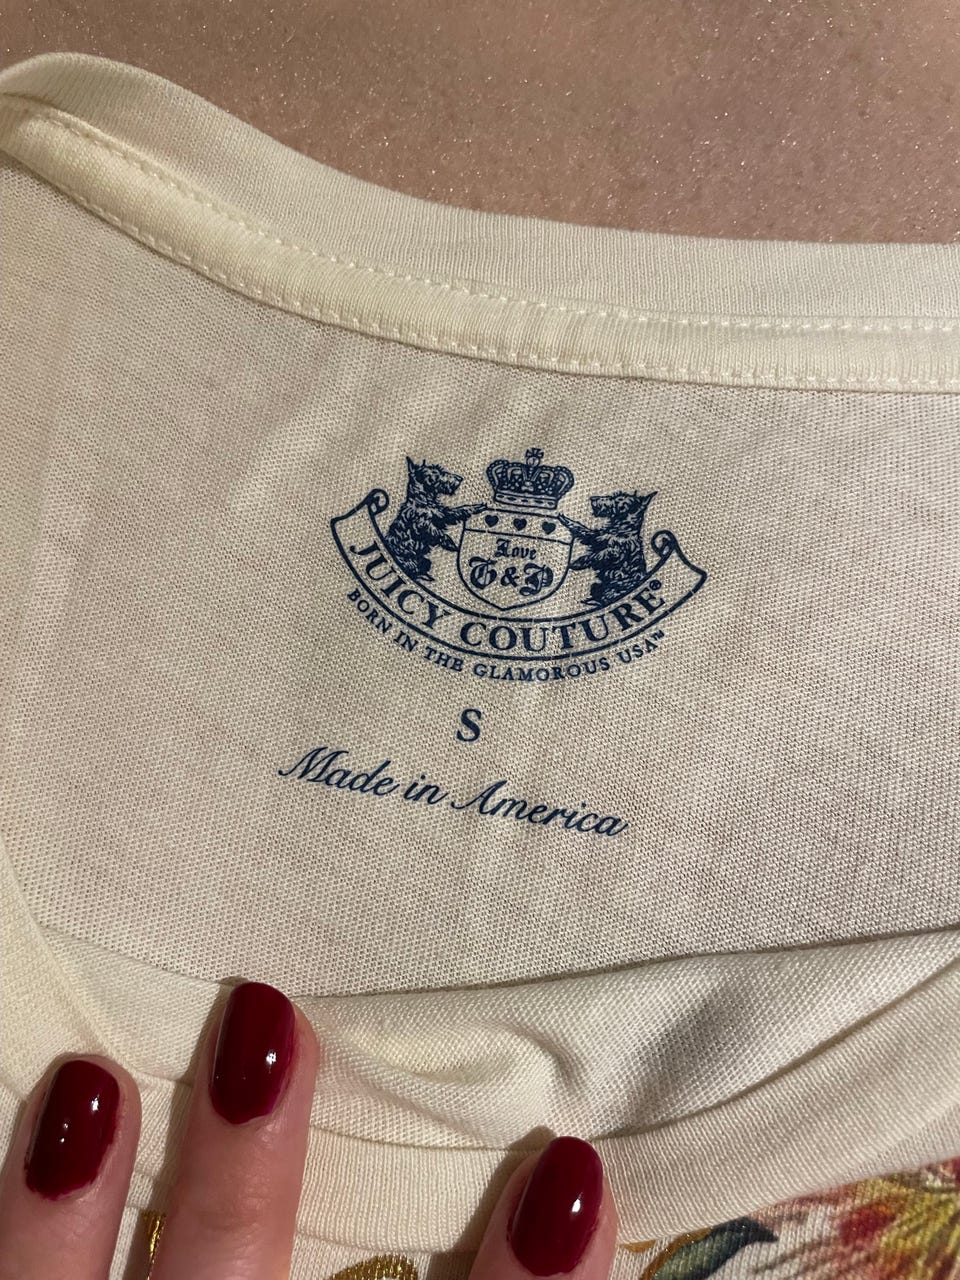 Love
G&P
JUICY COUTURE®
BORN IN THE GLAMOROUS USA™
S
Made in America